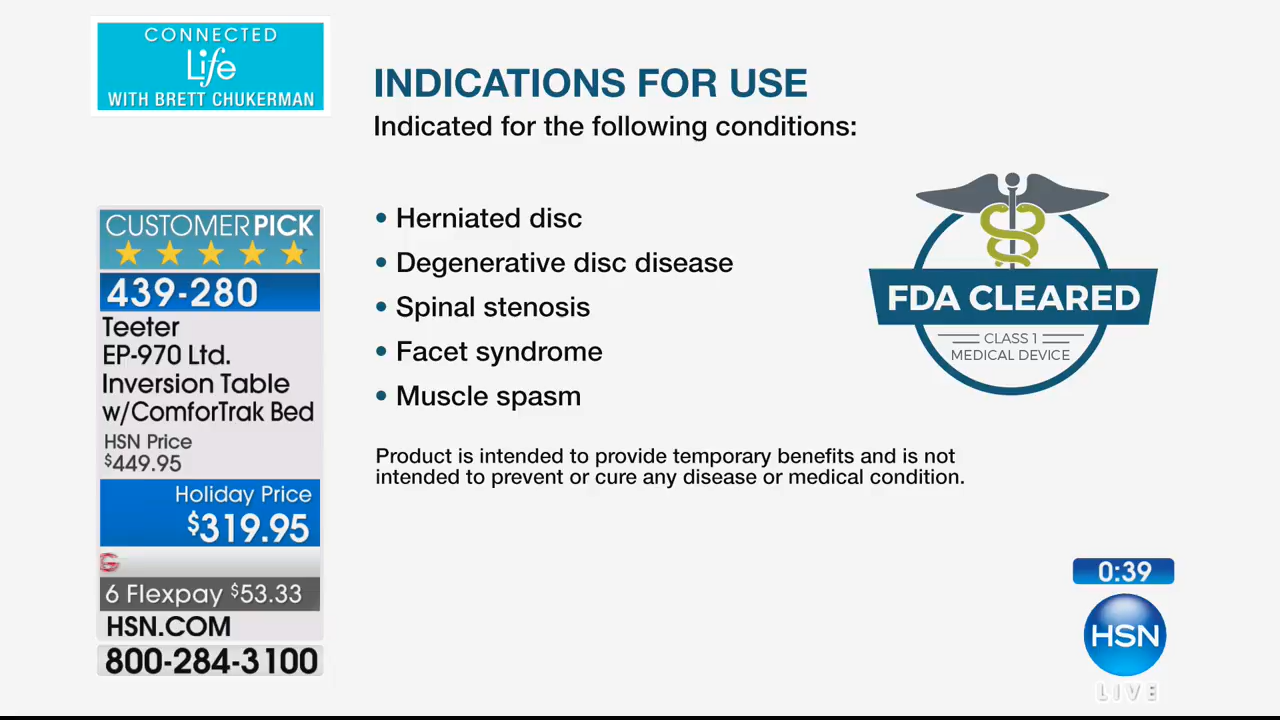 CONNECTED
Life
WITH BRETT CHUKERMAN
INDICATIONS FOR USE
Indicated for the following conditions:
• Herniated disc
• Degenerative disc disease
• Spinal stenosis
• Facet syndrome
• Muscle spasm
Product is intended to provide temporary benefits and is not
intended to prevent or cure any disease or medical condition.
FDA CLEARED
CLASS 1
MEDICAL DEVICE
CUSTOMER PICK
439-280
Teeter
EP-970 Ltd.
Inversion Table
w/ComforTrak Bed
HSN Price
$449.95
Holiday Price
$319.95
G
6 Flexpay $53.33
HSN.COM
800-284-3100
0:39
HSN
LIVE